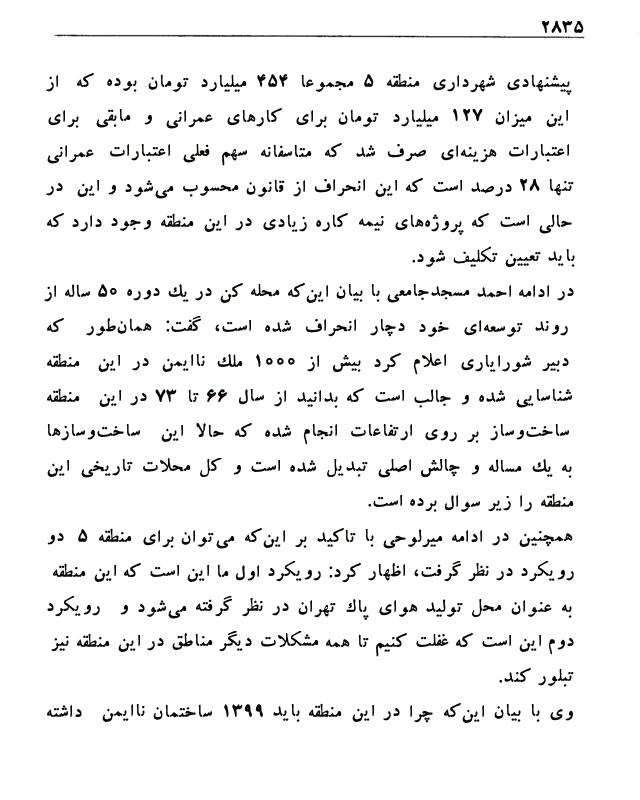 ۲۸۳۵
پیشنهادی شهرداری منطقه ۵ مجموعا ۴۵۴ میلیارد تومان بوده که از
این میزان ۱۲۷ میلیارد تومان برای کارهای عمرانی و مابقی برای
اعتبارات هزینه‌ای صرف شد که متاسفانه سهم فعلی اعتبارات عمرانی
تنها ۲۸ درصد است که این انحراف از قانون محسوب می‌شود و این در
حالی است که پروژه‌های نیمه کاره زیادی در این منطقه وجود دارد که
باید تعیین تکلیف شود.
در ادامه احمد مسجدجامعی با بیان این‌که محله کن در یك دوره ۵۰ ساله از
روند توسعه‌ای خود دچار انحراف شده است، گفت: همان‌طور که
دبیر شورایاری اعلام کرد بیش از ۱۰۰۰ ملك ناایمن در این منطقه
شناسایی شده و جالب است که بدانید از سال ۶۶ تا ۷۳ در این منطقه
ساخت‌وساز بر روی ارتفاعات انجام شده که حالا این ساخت‌وسازها
به یك مساله و چالش اصلی تبدیل شده است و کل محلات تاریخی این
منطقه را زیر سوال برده است.
همچنین در ادامه میرلوحی با تاکید بر این‌که می‌توان برای منطقه ۵ دو
رویکرد در نظر گرفت، اظهار کرد: رویکرد اول ما این است که این منطقه
به عنوان محل تولید هوای پاك تهران در نظر گرفته می‌شود و رویکرد
دوم این است که غفلت کنیم تا همه مشکلات دیگر مناطق در این منطقه نیز
تبلور کند.
وی با بیان این‌که چرا در این منطقه باید ۱۳۹۹ ساختمان ناایمن داشته